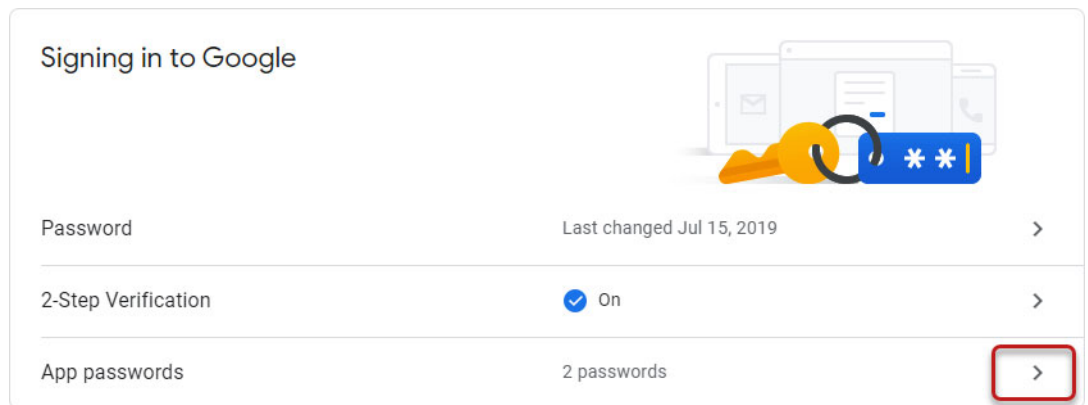 Signing in to Google
**
Password Last changed Jul 15, 2019
2-Step Verification On
App passwords 2 passwords